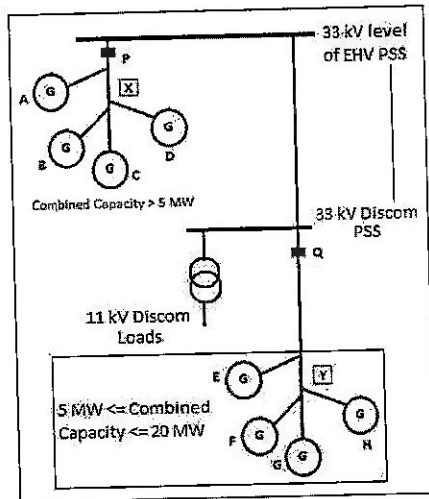 33 kV level
of EHV PSS
P
X
G
A
G
B
G
C
G
D
Combined Capacity > 5 MW
33 kV Discom
PSS
Q
11 kV Discom
Loads
5 MW <= Combined
Capacity <= 20 MW
Y
G
E
G
F
G
G
G
H